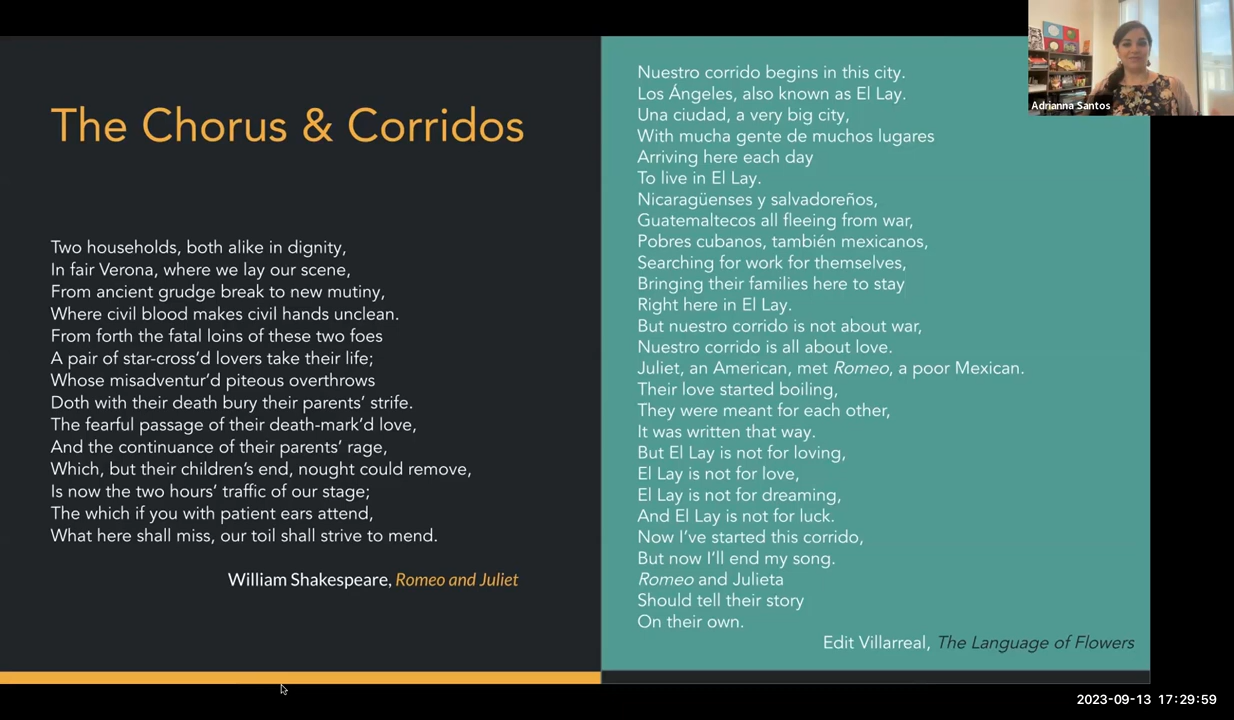 The Chorus & Corridos
Two households, both alike in dignity,
In fair Verona, where we lay our scene,
From ancient grudge break to new mutiny,
Where civil blood makes civil hands unclean.
From forth the fatal loins of these two foes
A pair of star-cross'd lovers take their life;
Whose misadventur'd piteous overthrows
Doth with their death bury their parents' strife.
The fearful passage of their death-mark'd love,
And the continuance of their parents' rage,
Which, but their children's end, nought could remove,
Is now the two hours' traffic of our stage;
The which if you with patient ears attend,
What here shall miss, our toil shall strive to mend.
William Shakespeare, Romeo and Juliet
Nuestro corrido begins in this city.
Los Ángeles, also known as El Lay.
Una ciudad, a very big city,
With mucha gente de muchos lugares
Arriving here each day
To live in El Lay.
Nicaragüenses y salvadoreños,
Guatemaltecos all fleeing from war,
Pobres cubanos, también mexicanos,
Searching for work for themselves,
Bringing their families here to stay
Right here in El Lay.
But nuestro corrido is not about war,
Nuestro corrido is all about love.
Juliet, an American, met Romeo, a poor Mexican.
Their love started boiling,
They were meant for each other,
It was written that way.
But El Lay is not for loving,
El Lay is not for love,
El Lay is not for dreaming,
And El Lay is not for luck.
Now I've started this corrido,
But now I'll end my song.
Romeo and Julieta
Should tell their story
On their own.
Edit Villarreal, The Language of Flowers
Adrianna Santos
2023-09-13 17:29:59